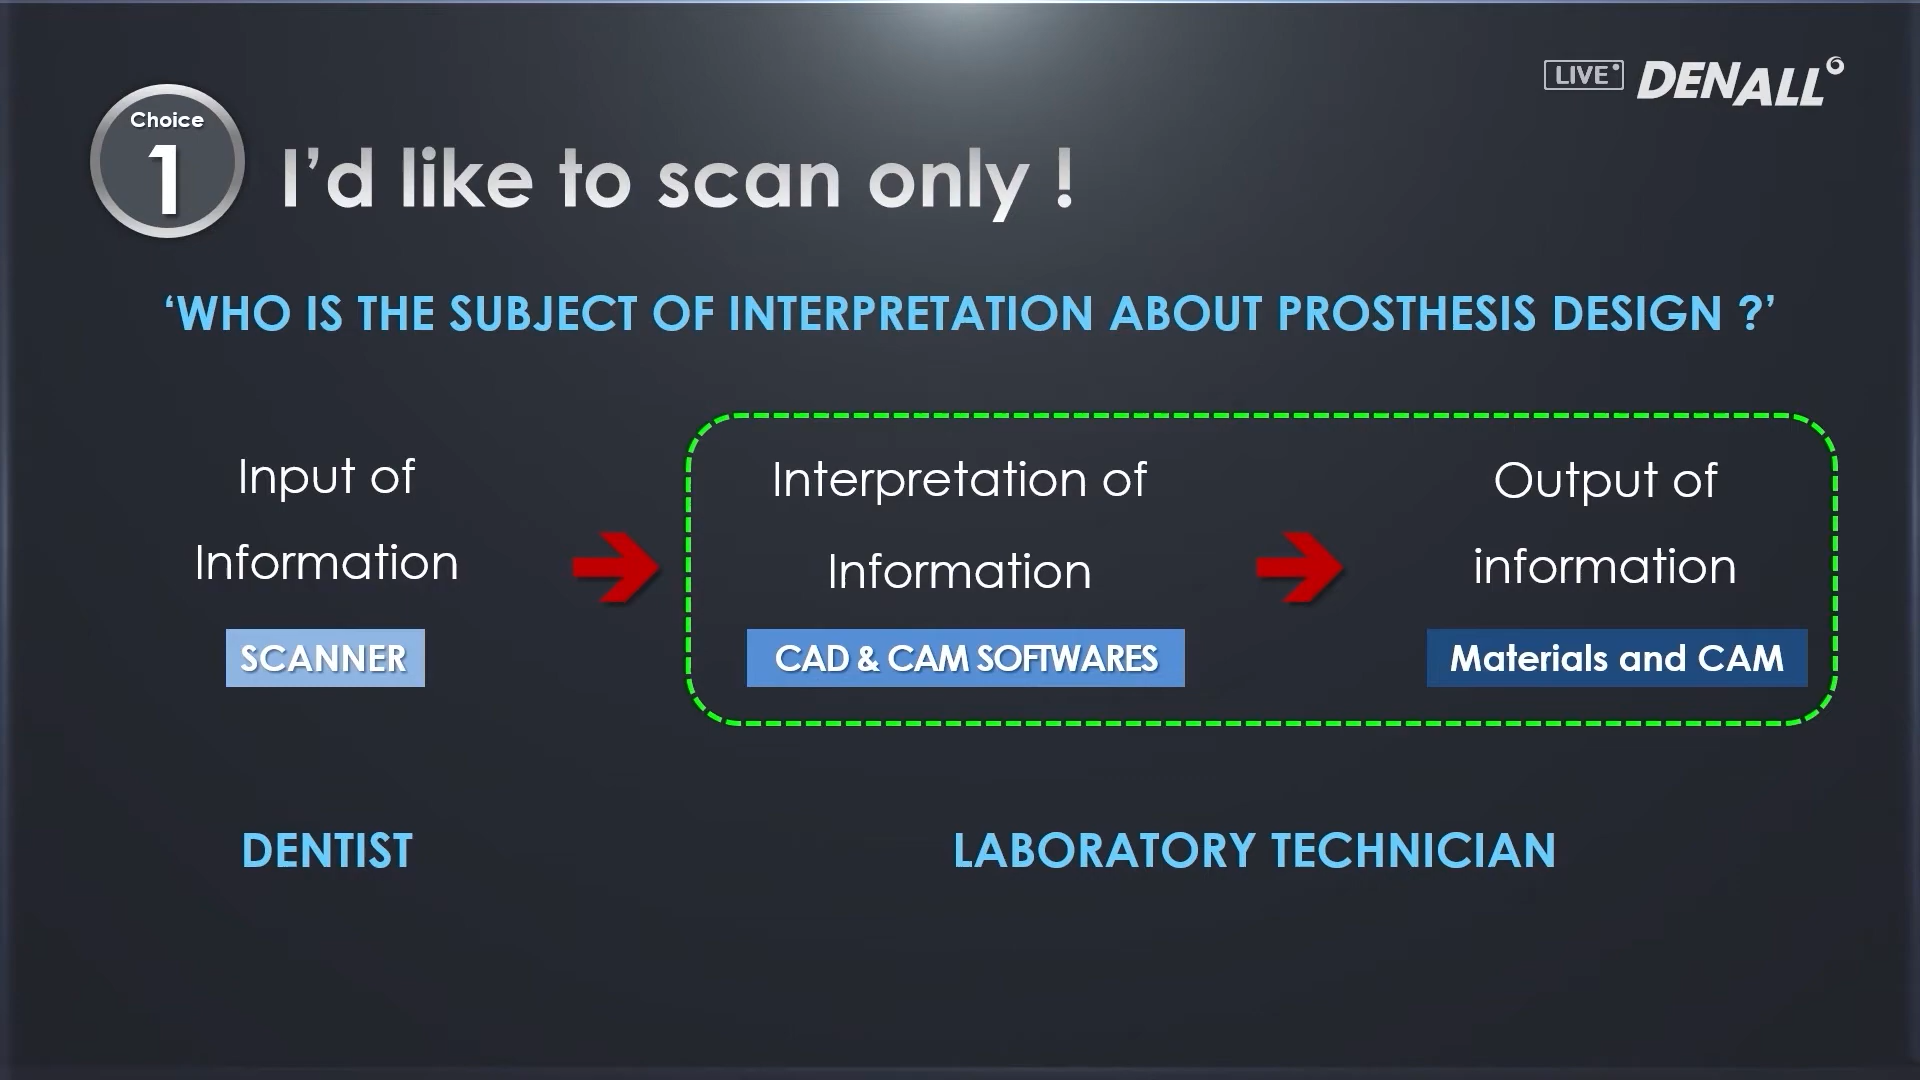 LIVE
DENALL
Choice
1
I'd like to scan only !
‘WHO IS THE SUBJECT OF INTERPRETATION ABOUT PROSTHESIS DESIGN ?’
Input of
Information
SCANNER
Interpretation of
Information
CAD & CAM SOFTWARES
Output of
information
Materials and CAM
DENTIST
LABORATORY TECHNICIAN